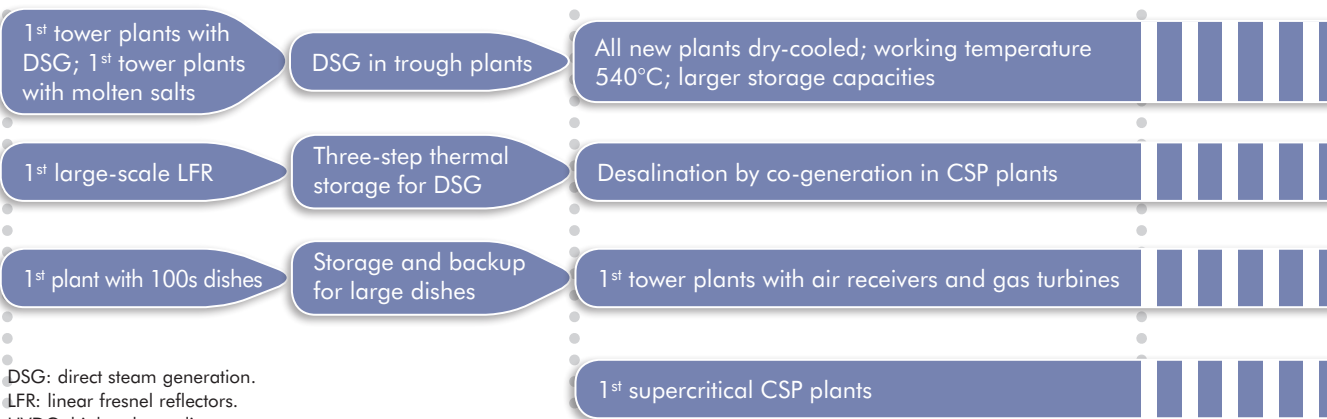 1st tower plants with
DSG; 1st tower plants
with molten salts
DSG in trough plants
All new plants dry-cooled; working temperature
540°C; larger storage capacities
1st large-scale LFR
Three-step thermal
storage for DSG
Desalination by co-generation in CSP plants
1st plant with 100s dishes
Storage and backup
for large dishes
1st tower plants with air receivers and gas turbines
1st supercritical CSP plants
DSG: direct steam generation.
LFR: linear fresnel reflectors.